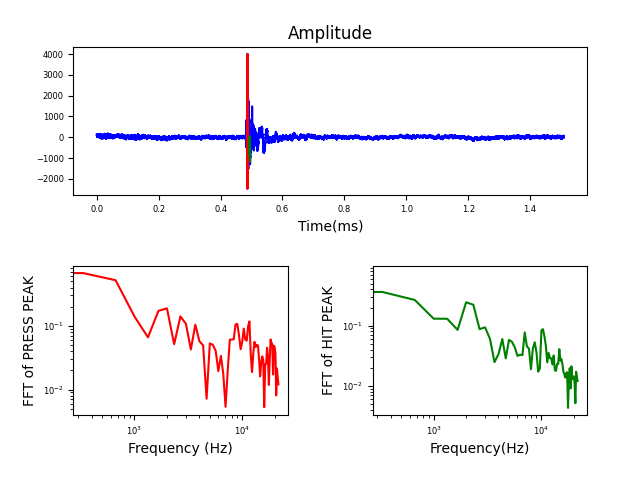 Amplitude
4000
3000
2000
1000
0
−1000
−2000
0.0 0.2 0.4 0.6 0.8 1.0 1.2 1.4
Time(ms)
FFT of PRESS PEAK
10⁻¹
10⁻²
10³ 10⁴
Frequency (Hz)
FFT of HIT PEAK
10⁻¹
10⁻²
10³ 10⁴
Frequency(Hz)